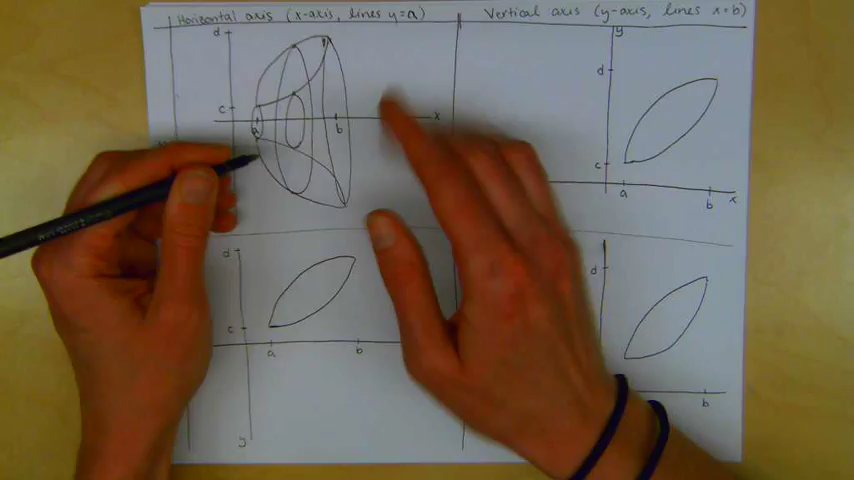 Horizontal axis (x-axis, lines y=a)
Vertical axis (y-axis, lines x=b)
d
c
a
b
x
y
d
c
a
b
x
d
c
a
b
y
d
b